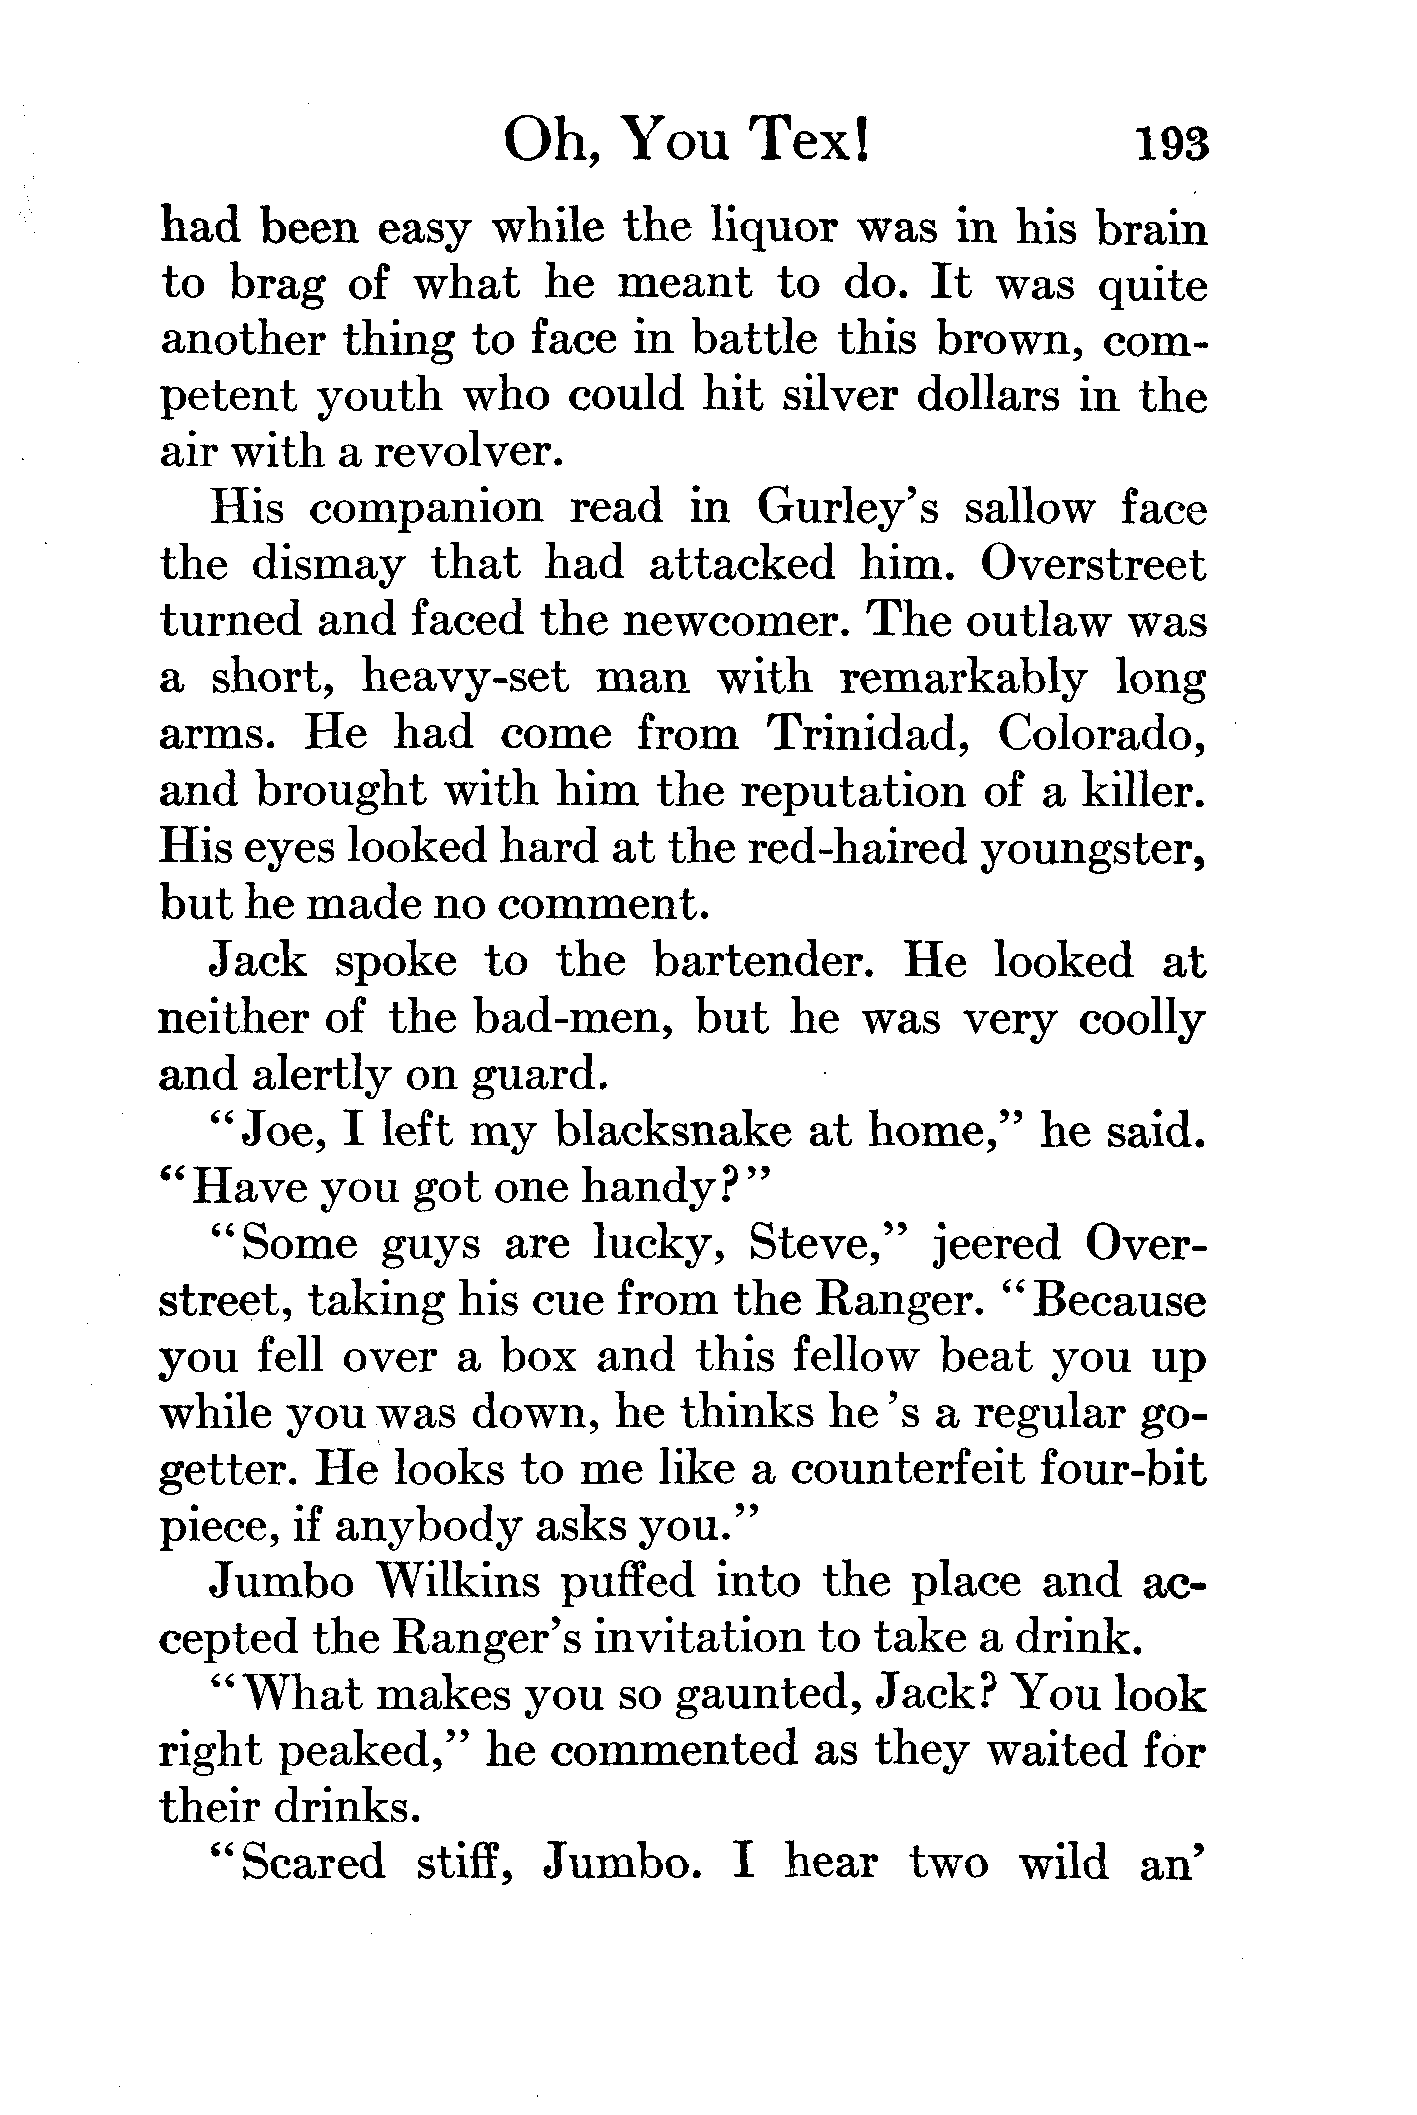 Oh, You Tex! 193
had been easy while the liquor was in his brain
to brag of what he meant to do. It was quite
another thing to face in battle this brown, com-
petent youth who could hit silver dollars in the
air with a revolver.
His companion read in Gurley's sallow face
the dismay that had attacked him. Overstreet
turned and faced the newcomer. The outlaw was
a short, heavy-set man with remarkably long
arms. He had come from Trinidad, Colorado,
and brought with him the reputation of a killer.
His eyes looked hard at the red-haired youngster,
but he made no comment.
Jack spoke to the bartender. He looked at
neither of the bad-men, but he was very coolly
and alertly on guard.
"Joe, I left my blacksnake at home," he said.
"Have you got one handy?"
"Some guys are lucky, Steve," jeered Over-
street, taking his cue from the Ranger. "Because
you fell over a box and this fellow beat you up
while you was down, he thinks he 's a regular go-
getter. He looks to me like a counterfeit four-bit
piece, if anybody asks you."
Jumbo Wilkins puffed into the place and ac-
cepted the Ranger's invitation to take a drink.
"What makes you so gaunted, Jack? You look
right peaked," he commented as they waited for
their drinks.
"Scared stiff, Jumbo. I hear two wild an'